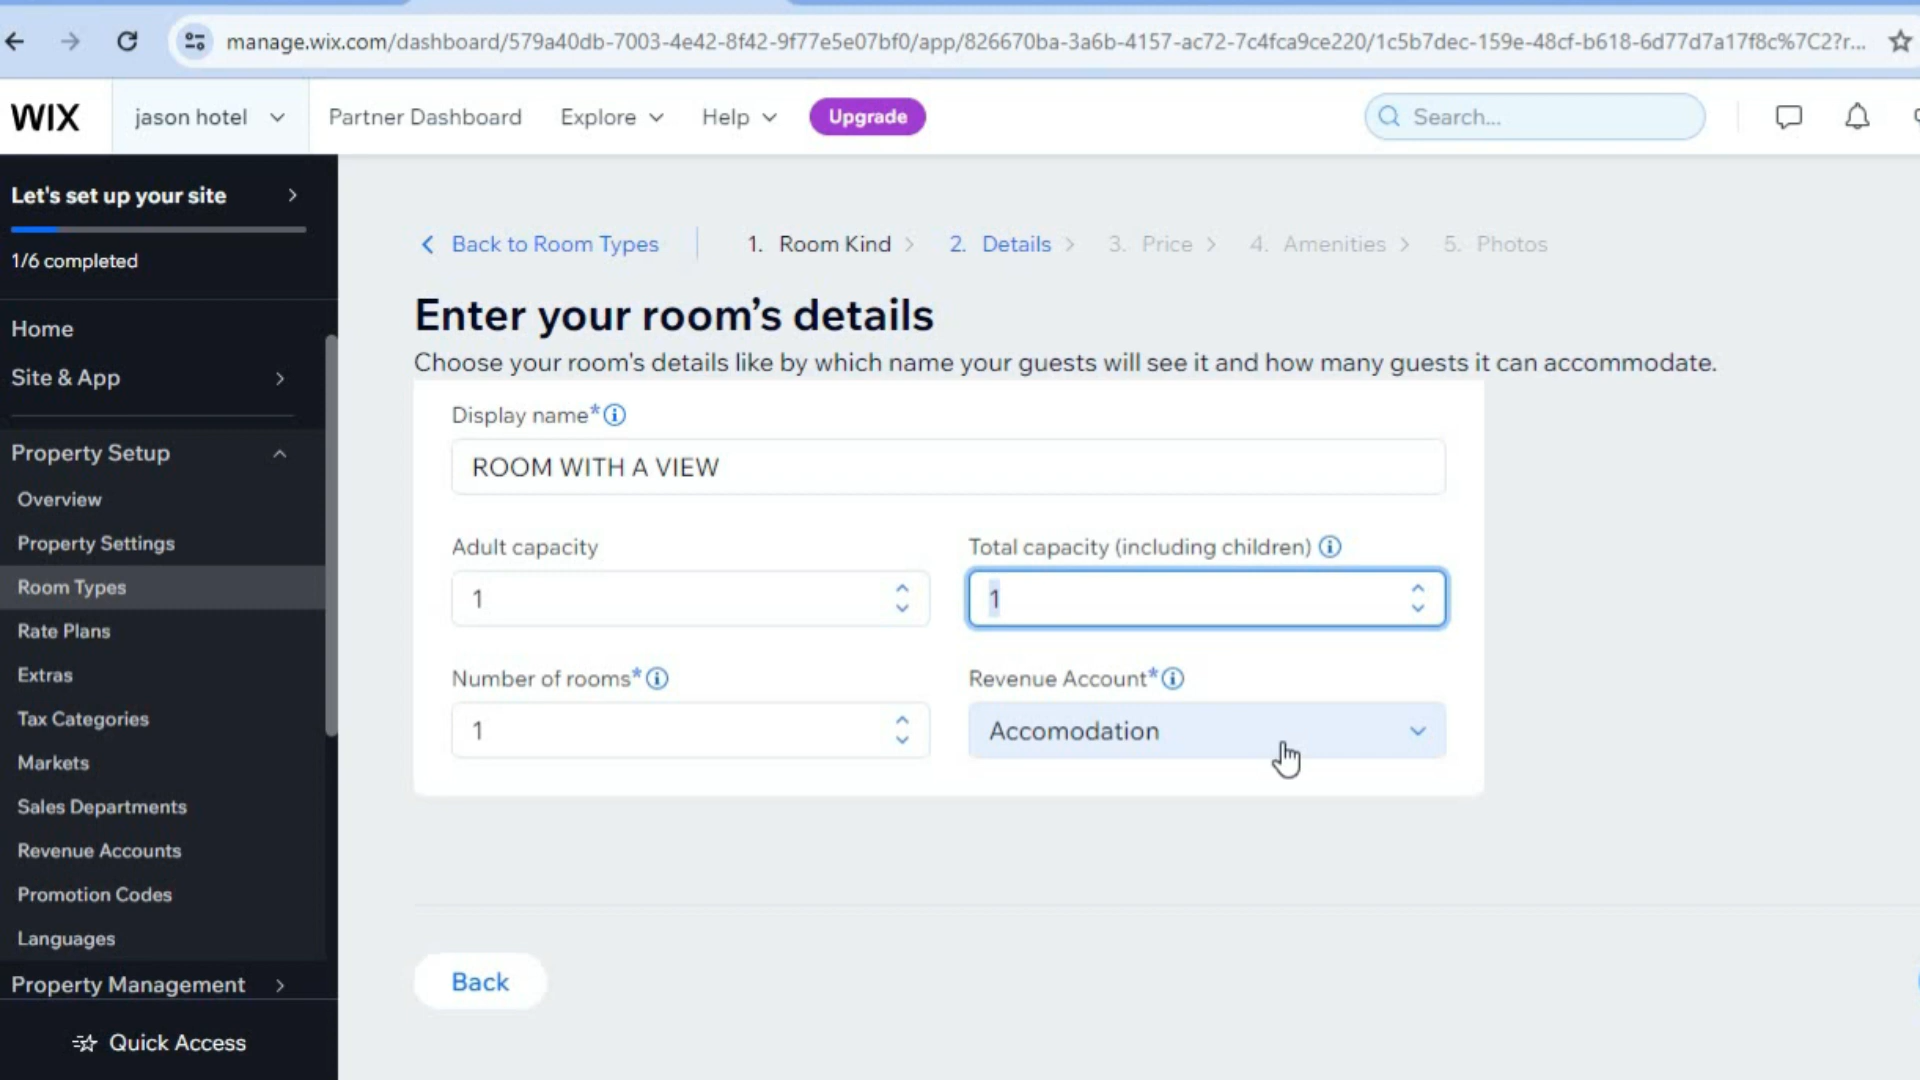 manage.wix.com/dashboard/579a40db-7003-4e42-8f42-9f77e5e07bf0/app/826670ba-3a6b-4157-ac72-7c4fca9ce220/1c5b7dec-159e-48cf-b618-6d77d7a17f8c%7C2?r...
WIX
jason hotel
Partner Dashboard
Explore
Help
Upgrade
Search...
Let's set up your site
1/6 completed
Home
Site & App
Property Setup
Overview
Property Settings
Room Types
Rate Plans
Extras
Tax Categories
Markets
Sales Departments
Revenue Accounts
Promotion Codes
Languages
Property Management
Quick Access
Back to Room Types
1. Room Kind
2. Details
3. Price
4. Amenities
5. Photos
Enter your room’s details
Choose your room's details like by which name your guests will see it and how many guests it can accommodate.
Display name*
ROOM WITH A VIEW
Adult capacity
Total capacity (including children)
1
1
Number of rooms*
Revenue Account*
1
Accomodation
Back